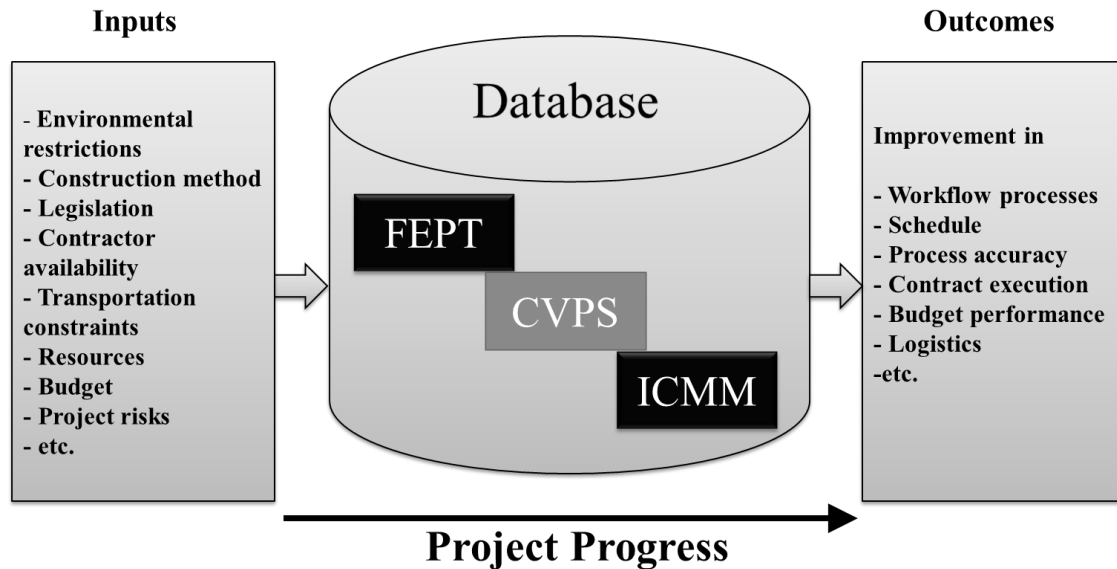 Inputs
- Environmental
restrictions
- Construction method
- Legislation
- Contractor
availability
- Transportation
constraints
- Resources
- Budget
- Project risks
- etc.
Database
FEPT
CVPS
ICMM
Outcomes
Improvement in
- Workflow processes
- Schedule
- Process accuracy
- Contract execution
- Budget performance
- Logistics
-etc.
Project Progress